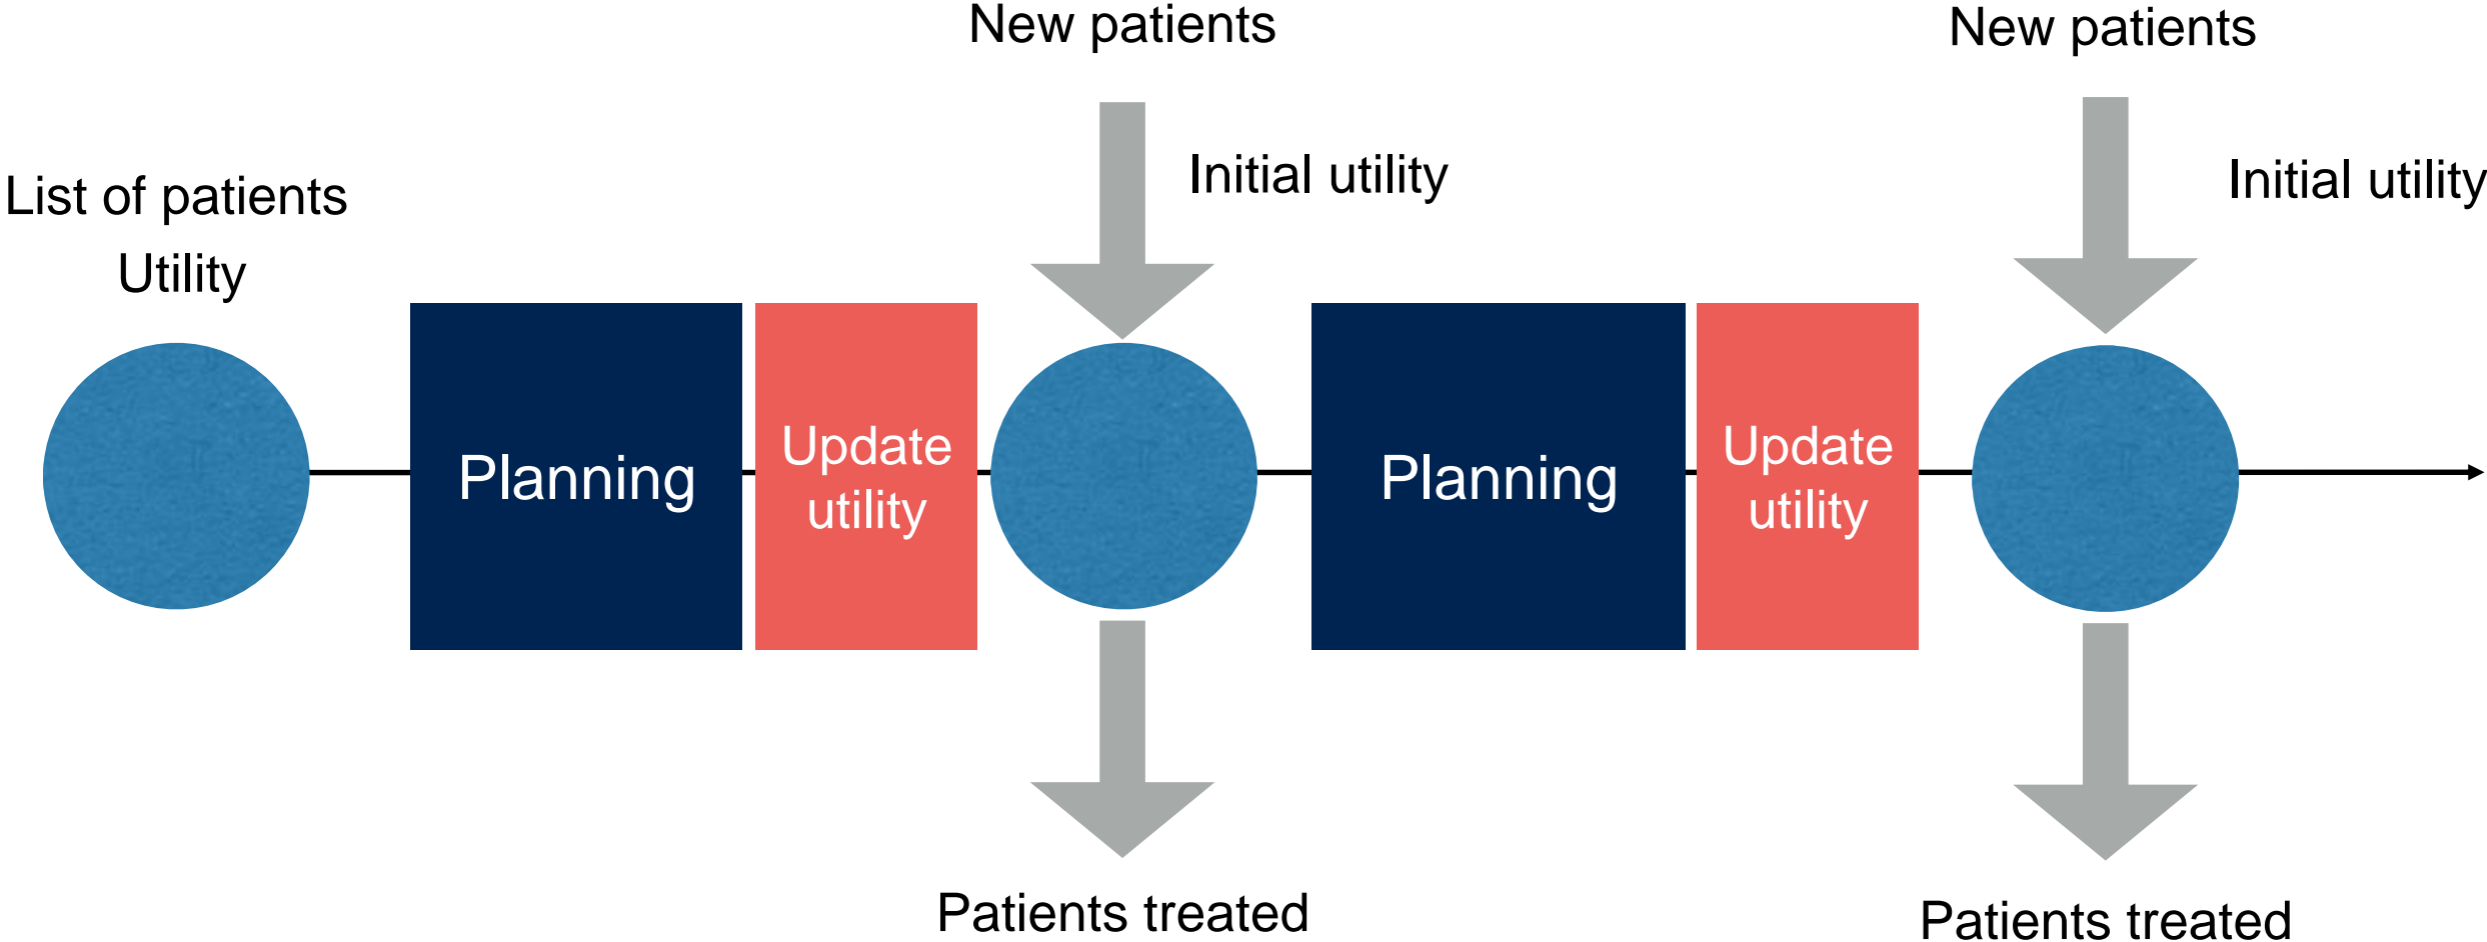 New patients
New patients
Initial utility
Initial utility
List of patients
Utility
Planning
Update
utility
Planning
Update
utility
Patients treated
Patients treated